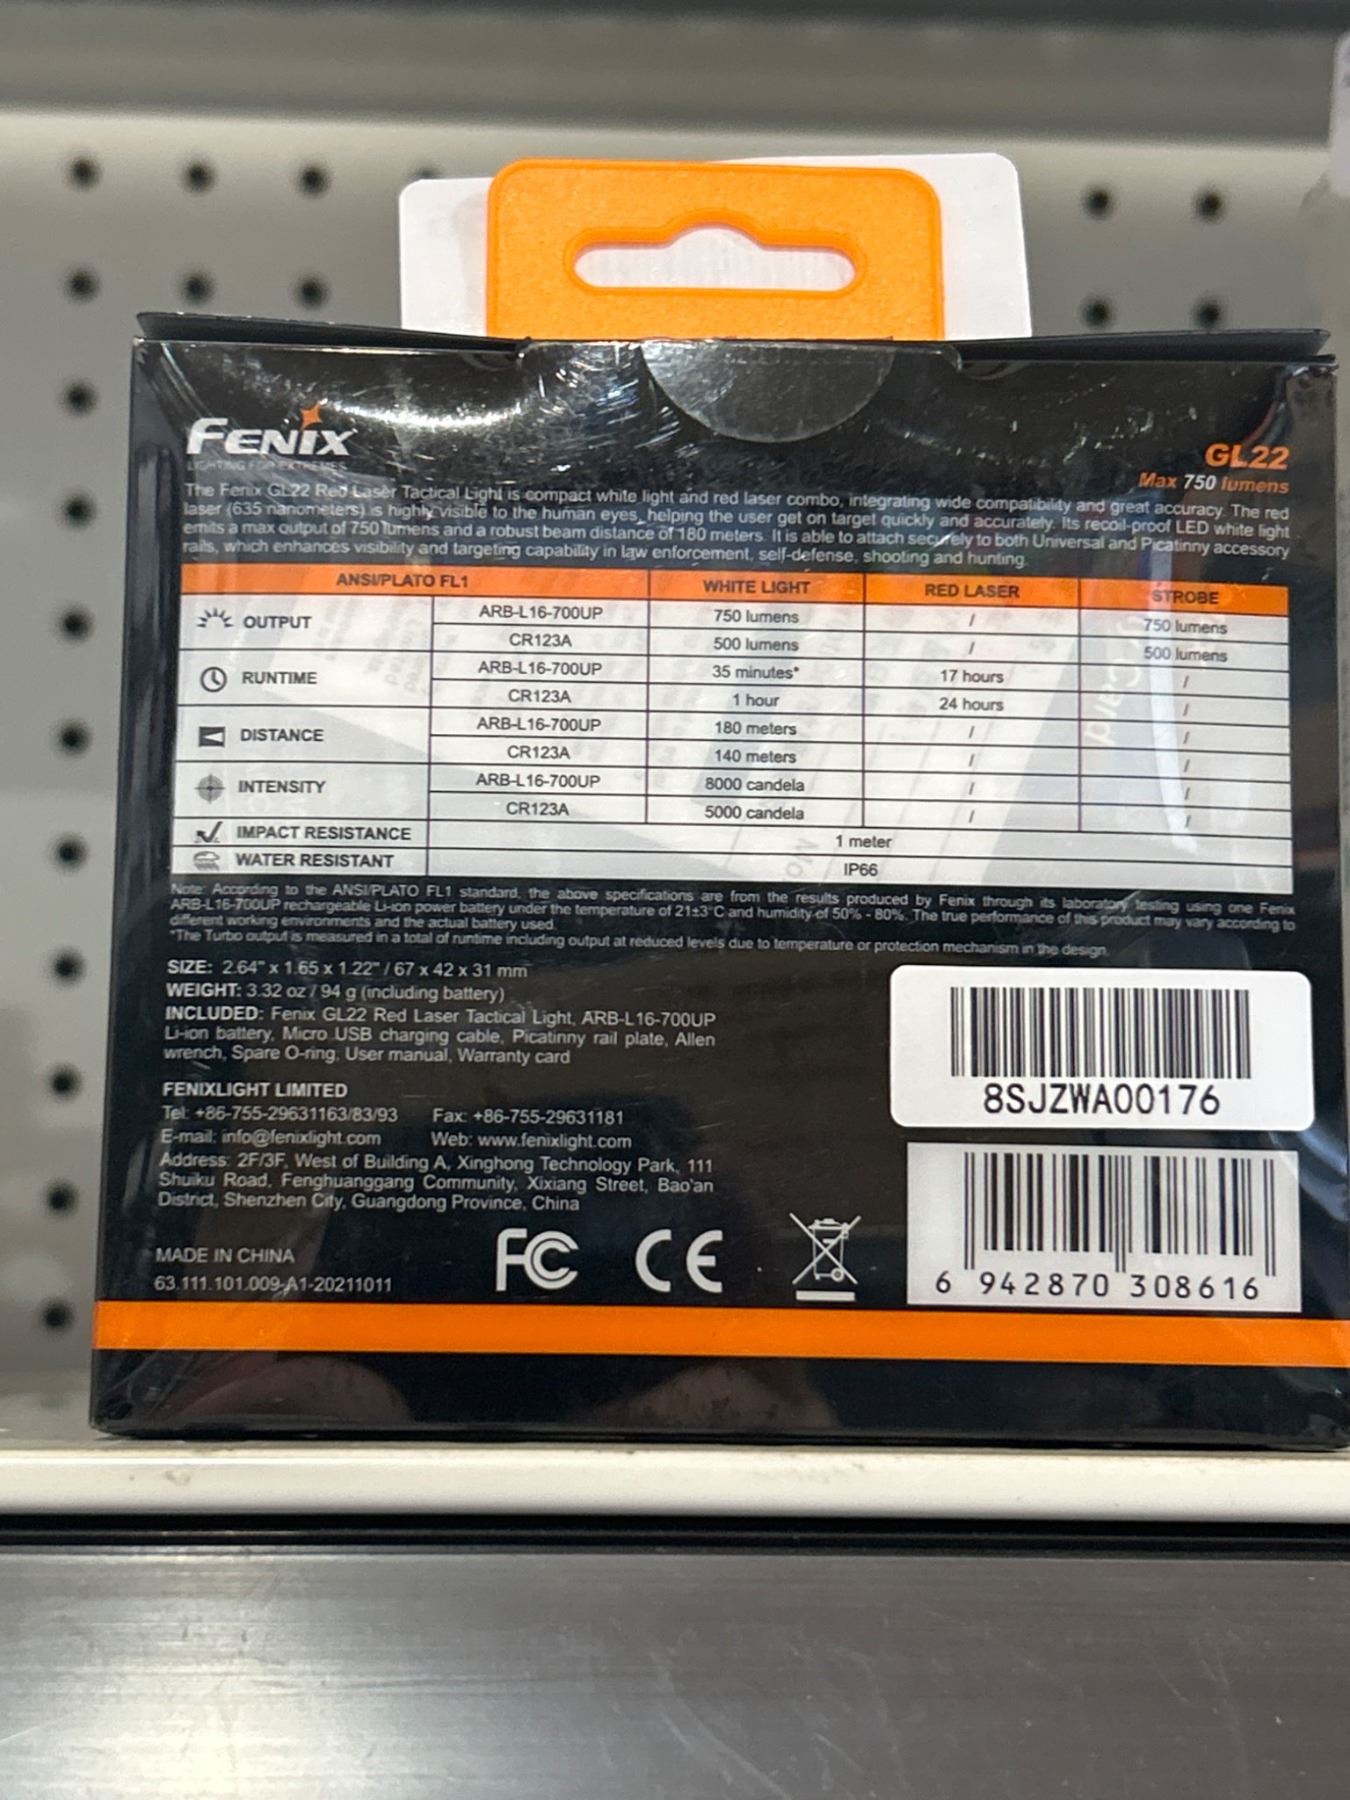 FENIX
LIGHTING FOR EXTREMES
GL22
Max 750 lumens
The Fenix GL22 Red Laser Tactical Light is compact white light and red laser combo, integrating wide compatibility and great accuracy. The red
laser (635 nanometers) is highly visible to the human eyes, helping the user get on target quickly and accurately. Its recoil-proof LED white light
emits a max output of 750 lumens and a robust beam distance of 180 meters. It is able to attach securely to both Universal and Picatinny accessory
rails, which enhances visibility and targeting capability in law enforcement, self-defense, shooting and hunting.
ANSI/PLATO FL1 WHITE LIGHT RED LASER STROBE
OUTPUT ARB-L16-700UP 750 lumens / 750 lumens
CR123A 500 lumens / 500 lumens
RUNTIME ARB-L16-700UP 35 minutes* 17 hours /
CR123A 1 hour 24 hours /
DISTANCE ARB-L16-700UP 180 meters / /
CR123A 140 meters / /
INTENSITY ARB-L16-700UP 8000 candela / /
CR123A 5000 candela / /
IMPACT RESISTANCE 1 meter
WATER RESISTANT IP66
Note: According to the ANSI/PLATO FL1 standard, the above specifications are from the results produced by Fenix through its laboratory testing using one Fenix
ARB-L16-700UP rechargeable Li-ion power battery under the temperature of 21±3°C and humidity of 50% - 80%. The true performance of this product may vary according to
different working environments and the actual battery used.
*The Turbo output is measured in a total of runtime including output at reduced levels due to temperature or protection mechanism in the design.
SIZE: 2.64" x 1.65 x 1.22" / 67 x 42 x 31 mm
WEIGHT: 3.32 oz / 94 g (including battery)
INCLUDED: Fenix GL22 Red Laser Tactical Light, ARB-L16-700UP
Li-ion battery, Micro USB charging cable, Picatinny rail plate, Allen
wrench, Spare O-ring, User manual, Warranty card
FENIXLIGHT LIMITED
Tel: +86-755-29631163/83/93 Fax: +86-755-29631181
E-mail: info@fenixlight.com Web: www.fenixlight.com
Address: 2F/3F, West of Building A, Xinghong Technology Park, 111
Shuiku Road, Fenghuanggang Community, Xixiang Street, Bao'an
District, Shenzhen City, Guangdong Province, China
MADE IN CHINA
63.111.101.009-A1-20211011
FC CE
8SJZWA00176
6 942870 308616